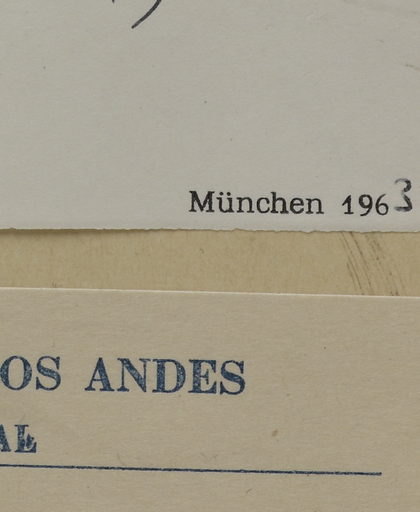 München 1963
OS ANDES
AL